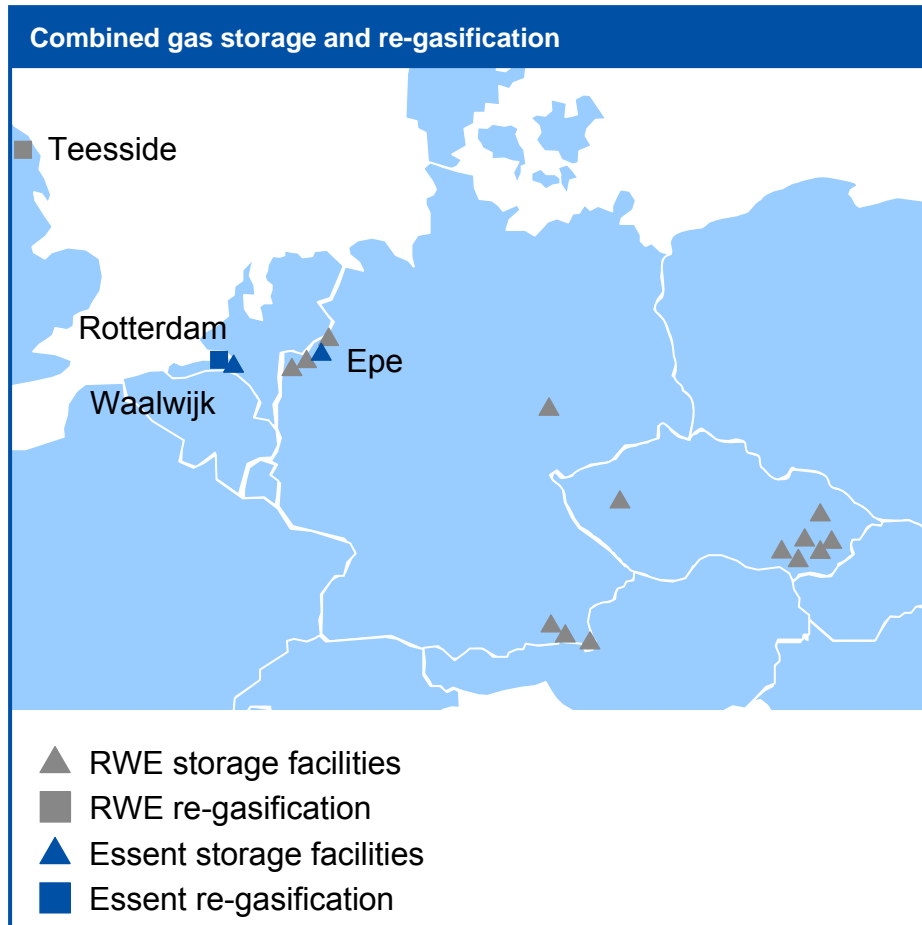 Combined gas storage and re-gasification
Teesside
Rotterdam
Epe
Waalwijk
RWE storage facilities
RWE re-gasification
Essent storage facilities
Essent re-gasification